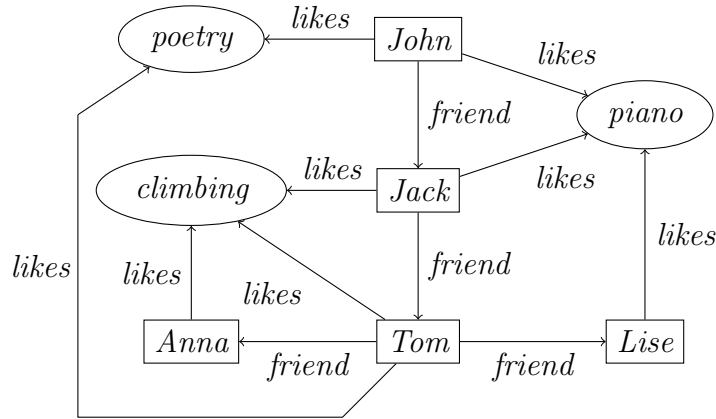 poetry likes John
likes
friend
piano
climbing likes Jack
likes
likes likes likes friend likes
Anna friend Tom friend Lise